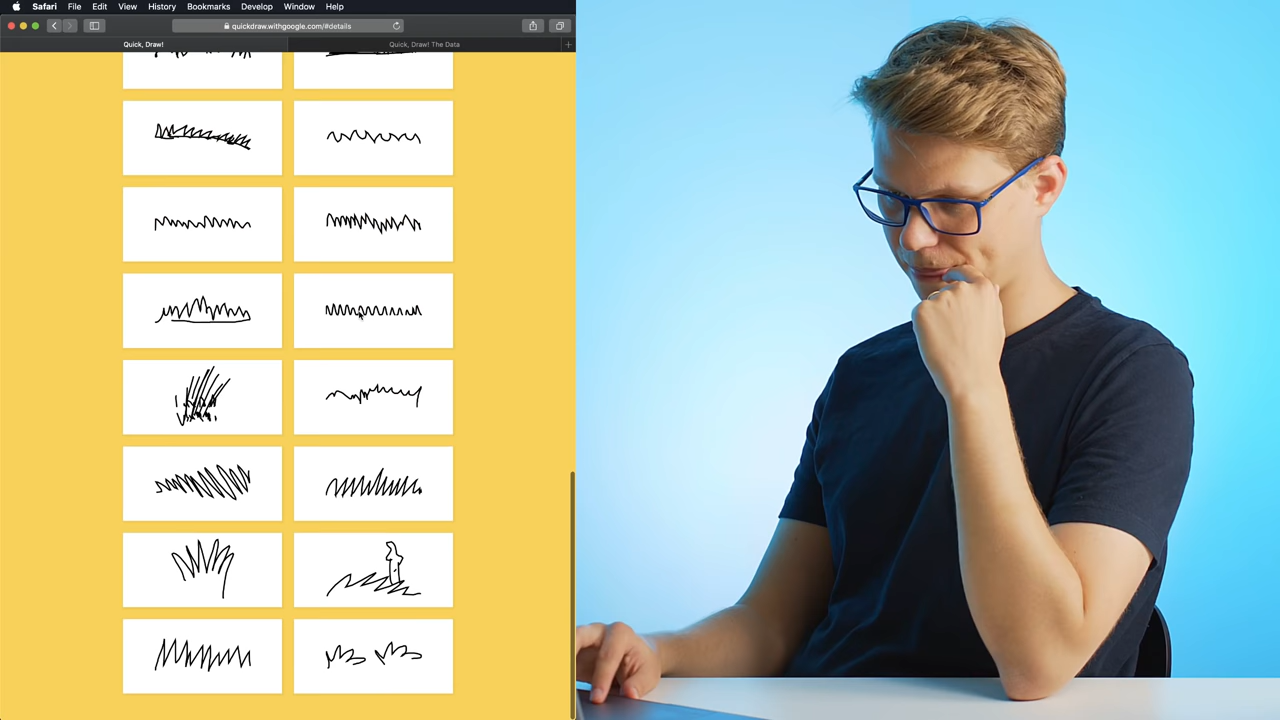 Safari File Edit View History Bookmarks Develop Window Help
quickdraw.withgoogle.com/#details
Quick, Draw! Quick, Draw! The Data